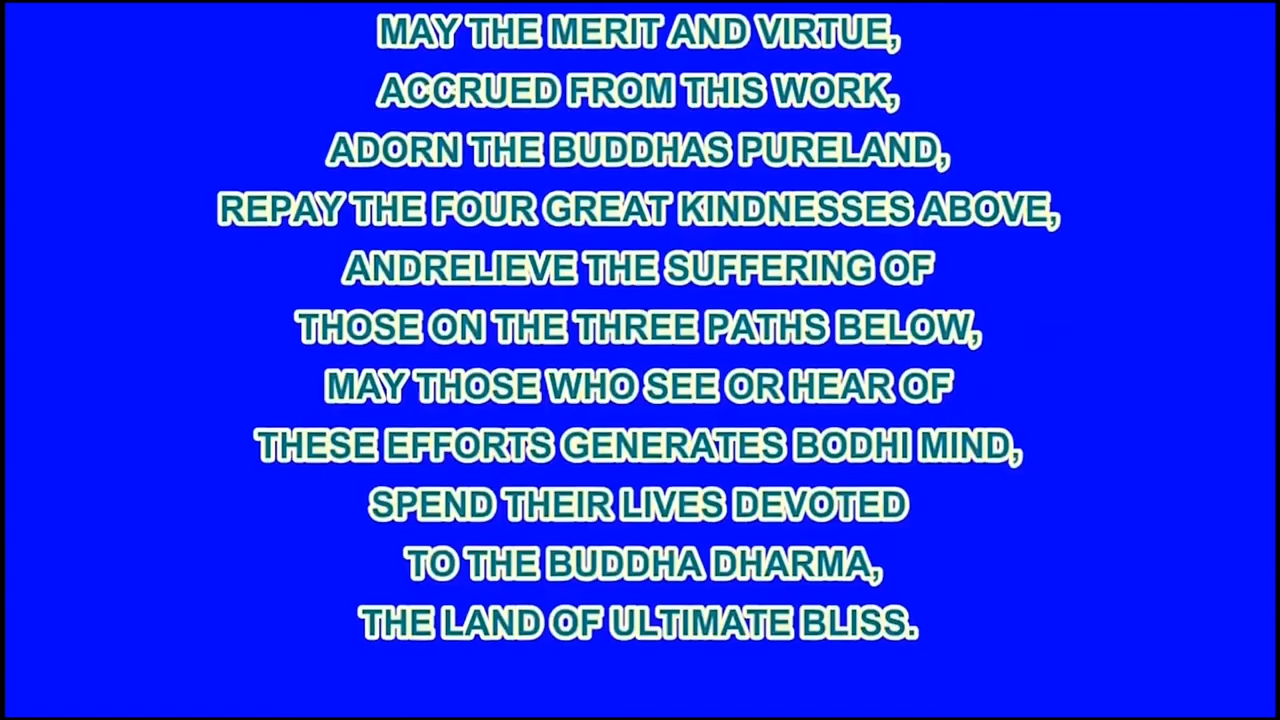 MAY THE MERIT AND VIRTUE,
ACCRUED FROM THIS WORK,
ADORN THE BUDDHAS PURELAND,
REPAY THE FOUR GREAT KINDNESSES ABOVE,
ANDRELIEVE THE SUFFERING OF
THOSE ON THE THREE PATHS BELOW,
MAY THOSE WHO SEE OR HEAR OF
THESE EFFORTS GENERATES BODHI MIND,
SPEND THEIR LIVES DEVOTED
TO THE BUDDHA DHARMA,
THE LAND OF ULTIMATE BLISS.